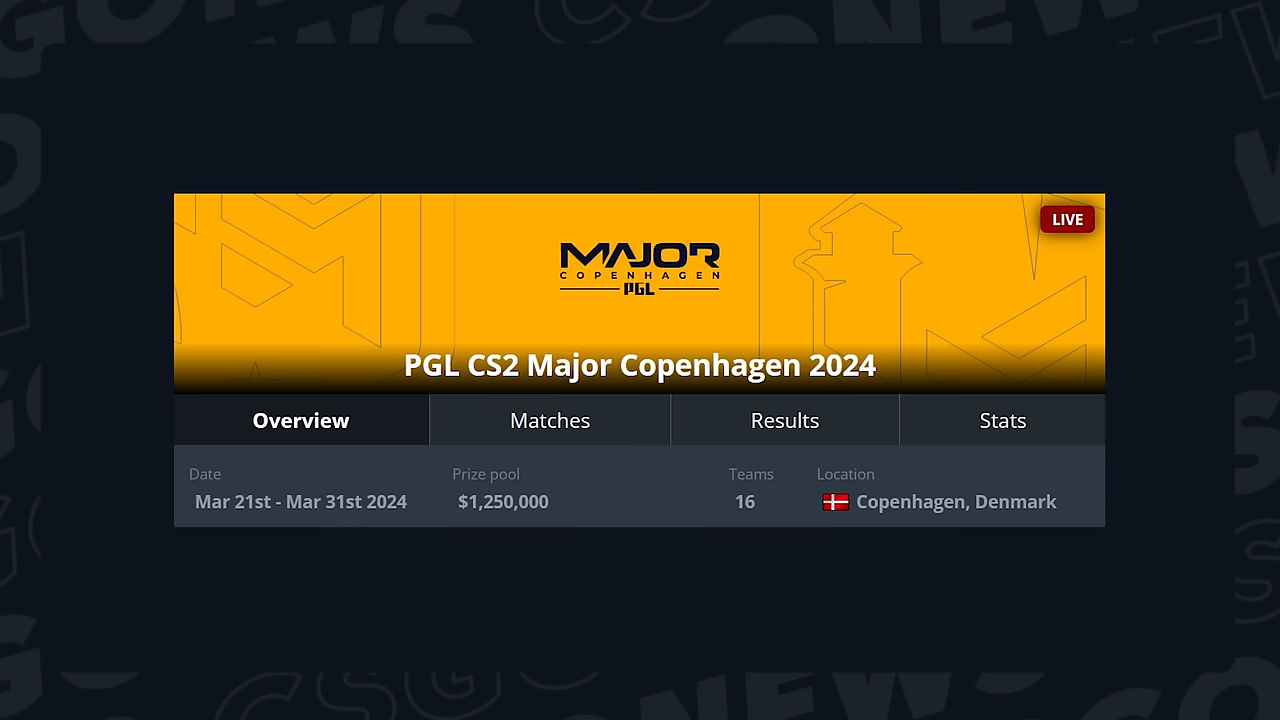 LIVE
MAJOR
COPENHAGEN
PGL
PGL CS2 Major Copenhagen 2024
Overview Matches Results Stats
Date Prize pool Teams Location
Mar 21st - Mar 31st 2024 $1,250,000 16 Copenhagen, Denmark